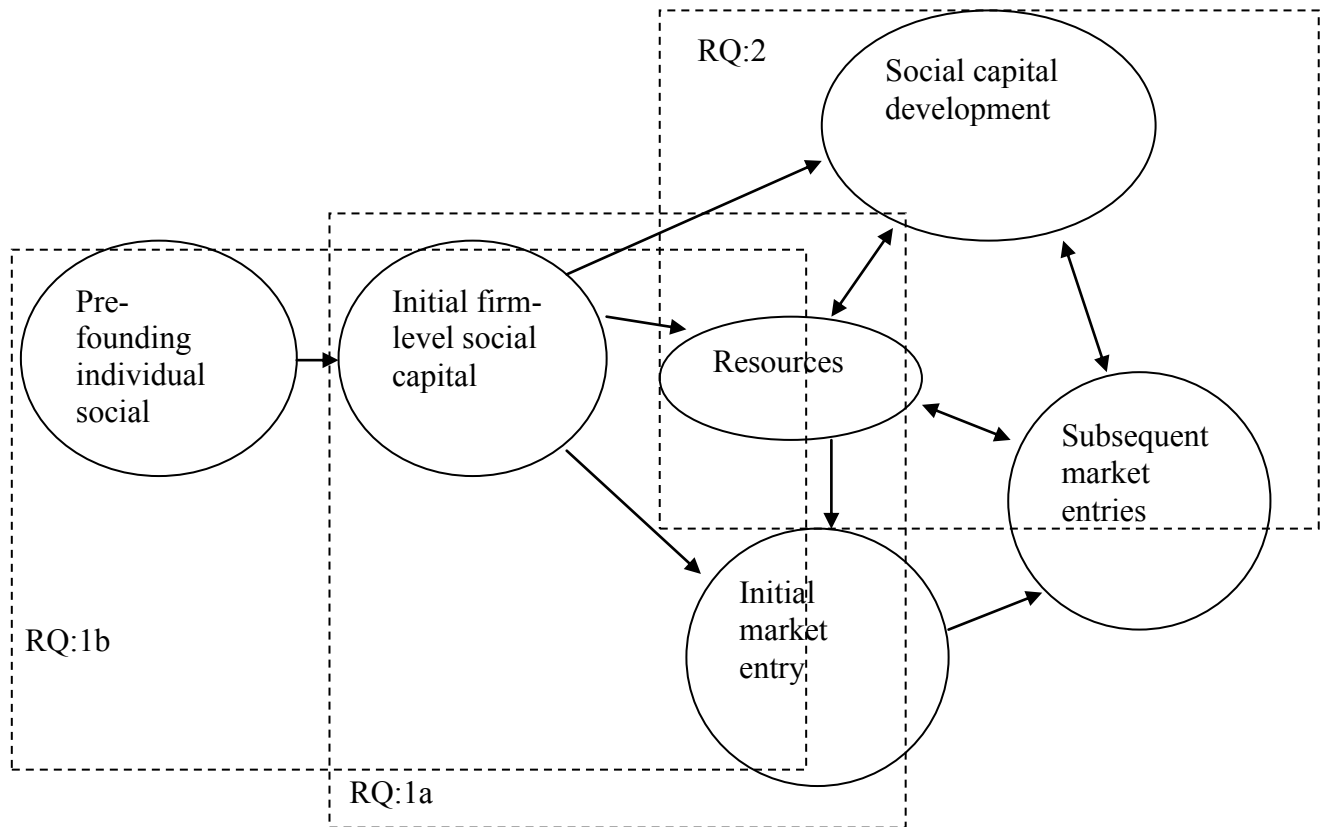 RQ:2
Social capital
development
Pre-
founding
individual
social
Initial firm-
level social
capital
Resources
Subsequent
market
entries
Initial
market
entry
RQ:1b
RQ:1a